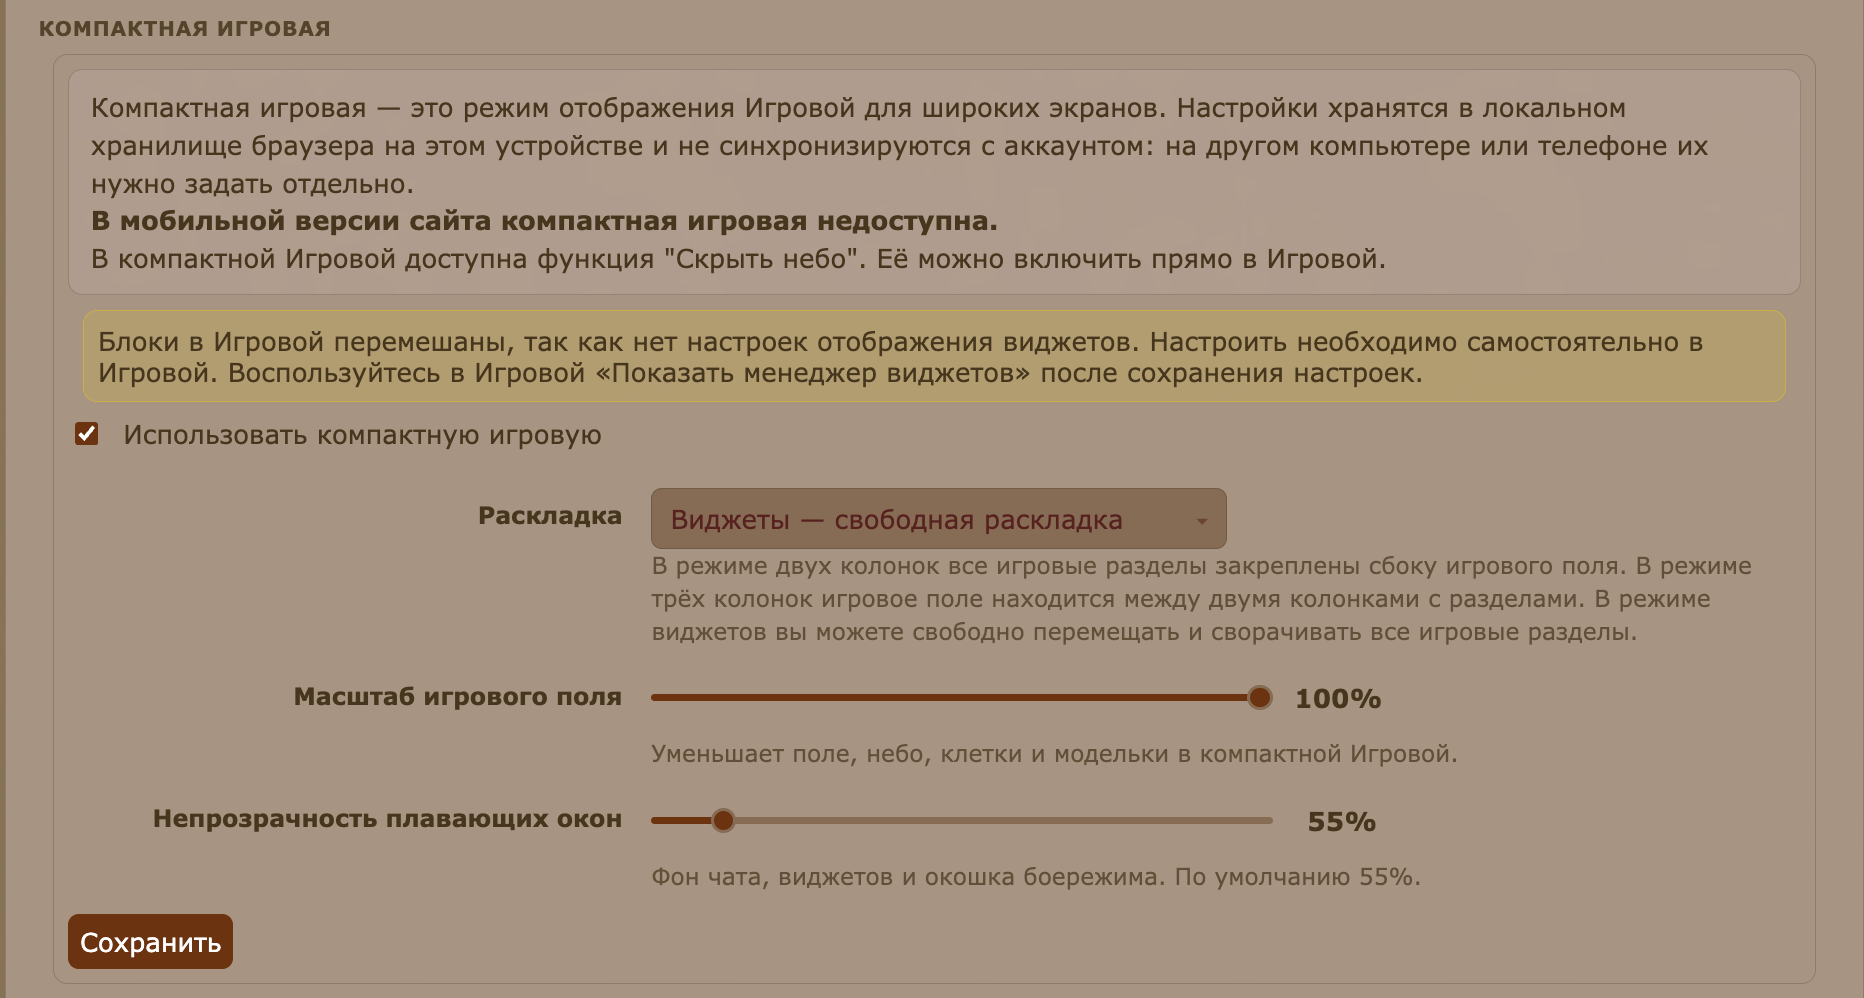 КОМПАКТНАЯ ИГРОВАЯ
Компактная игровая — это режим отображения Игровой для широких экранов. Настройки хранятся в локальном
хранилище браузера на этом устройстве и не синхронизируются с аккаунтом: на другом компьютере или телефоне их
нужно задать отдельно.
В мобильной версии сайта компактная игровая недоступна.
В компактной Игровой доступна функция "Скрыть небо". Её можно включить прямо в Игровой.
Блоки в Игровой перемешаны, так как нет настроек отображения виджетов. Настроить необходимо самостоятельно в
Игровой. Воспользуйтесь в Игровой «Показать менеджер виджетов» после сохранения настроек.
Использовать компактную игровую
Раскладка
Виджеты — свободная раскладка
В режиме двух колонок все игровые разделы закреплены сбоку игрового поля. В режиме
трёх колонок игровое поле находится между двумя колонками с разделами. В режиме
виджетов вы можете свободно перемещать и сворачивать все игровые разделы.
Масштаб игрового поля
100%
Уменьшает поле, небо, клетки и модельки в компактной Игровой.
Непрозрачность плавающих окон
55%
Фон чата, виджетов и окошка боережима. По умолчанию 55%.
Сохранить